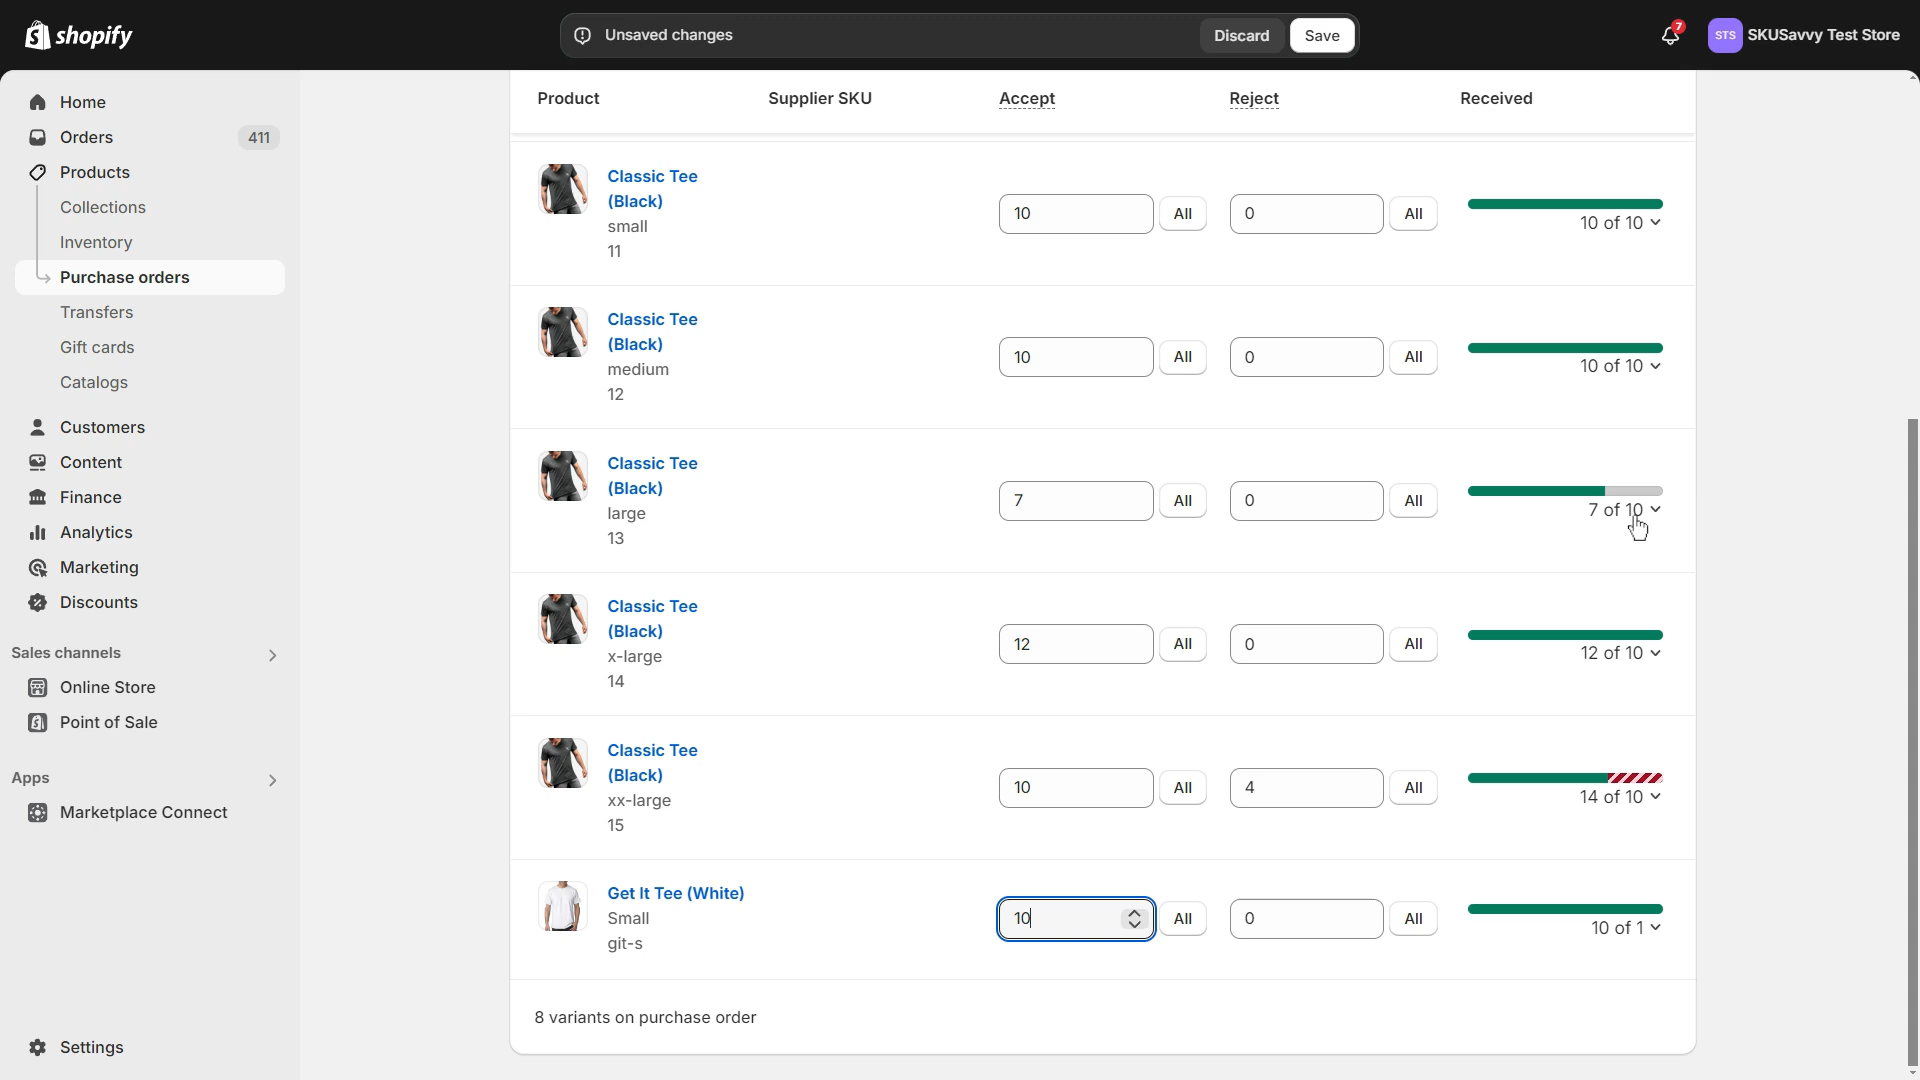 shopify
Unsaved changes
Discard
Save
7
STS
SKUSavvy Test Store
Home
Orders
411
Products
Collections
Inventory
Purchase orders
Transfers
Gift cards
Catalogs
Customers
Content
Finance
Analytics
Marketing
Discounts
Sales channels
Online Store
Point of Sale
Apps
Marketplace Connect
Settings
Product Supplier SKU Accept Reject Received
Classic Tee
(Black)
small
11
10 All 0 All
10 of 10
Classic Tee
(Black)
medium
12
10 All 0 All
10 of 10
Classic Tee
(Black)
large
13
7 All 0 All
7 of 10
Classic Tee
(Black)
x-large
14
12 All 0 All
12 of 10
Classic Tee
(Black)
xx-large
15
10 All 4 All
14 of 10
Get It Tee (White)
Small
git-s
10 All 0 All
10 of 1
8 variants on purchase order